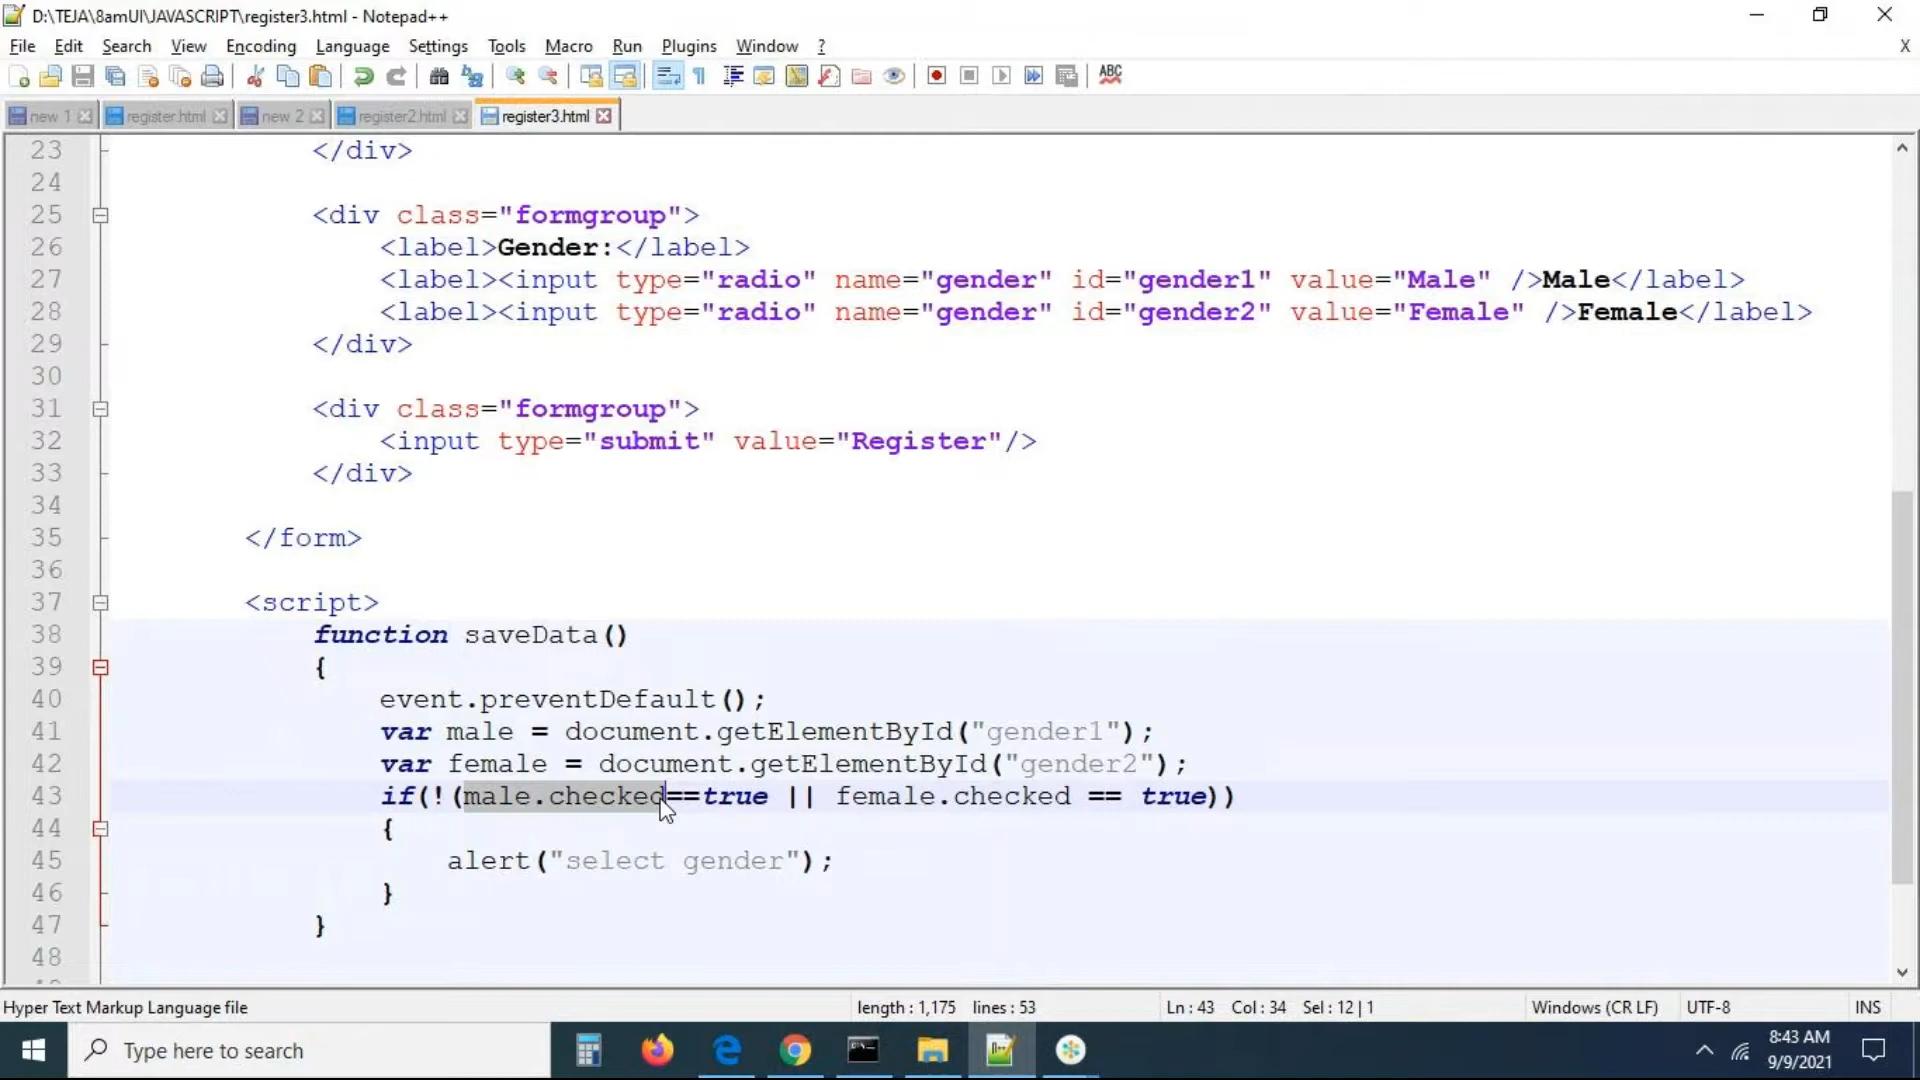 D:\TEJA\8amUI\JAVASCRIPT\register3.html - Notepad++
File Edit Search View Encoding Language Settings Tools Macro Run Plugins Window ? X
ABC
new 1 register.html new 2 register2.html register3.html
23 </div>
24
25 <div class="formgroup">
26 <label>Gender:</label>
27 <label><input type="radio" name="gender" id="gender1" value="Male" />Male</label>
28 <label><input type="radio" name="gender" id="gender2" value="Female" />Female</label>
29 </div>
30
31 <div class="formgroup">
32 <input type="submit" value="Register"/>
33 </div>
34
35 </form>
36
37 <script>
38 function saveData()
39 {
40 event.preventDefault();
41 var male = document.getElementById("gender1");
42 var female = document.getElementById("gender2");
43 if(!(male.checked==true || female.checked == true))
44 {
45 alert("select gender");
46 }
47 }
48
Hyper Text Markup Language file length : 1,175 lines : 53 Ln : 43 Col : 34 Sel : 12 | 1 Windows (CR LF) UTF-8 INS
Type here to search
8:43 AM
9/9/2021